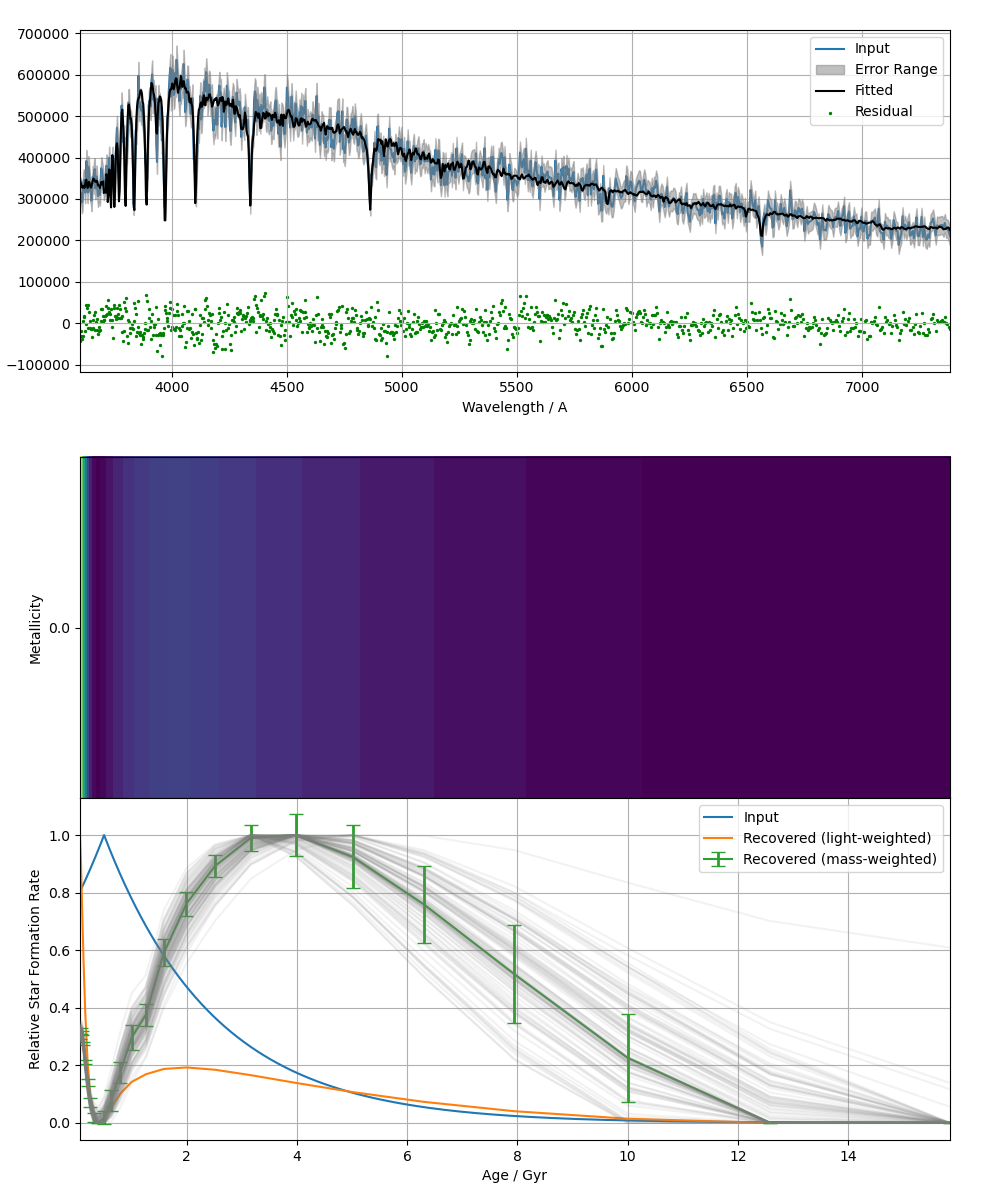 700000
600000
500000
400000
300000
200000
100000
0
−100000
Input
Error Range
Fitted
Residual
4000
4500
5000
5500
6000
6500
7000
Wavelength / A
Metallicity
0.0
Relative Star Formation Rate
1.0
0.8
0.6
0.4
0.2
0.0
Input
Recovered (light-weighted)
Recovered (mass-weighted)
2
4
6
8
10
12
14
Age / Gyr